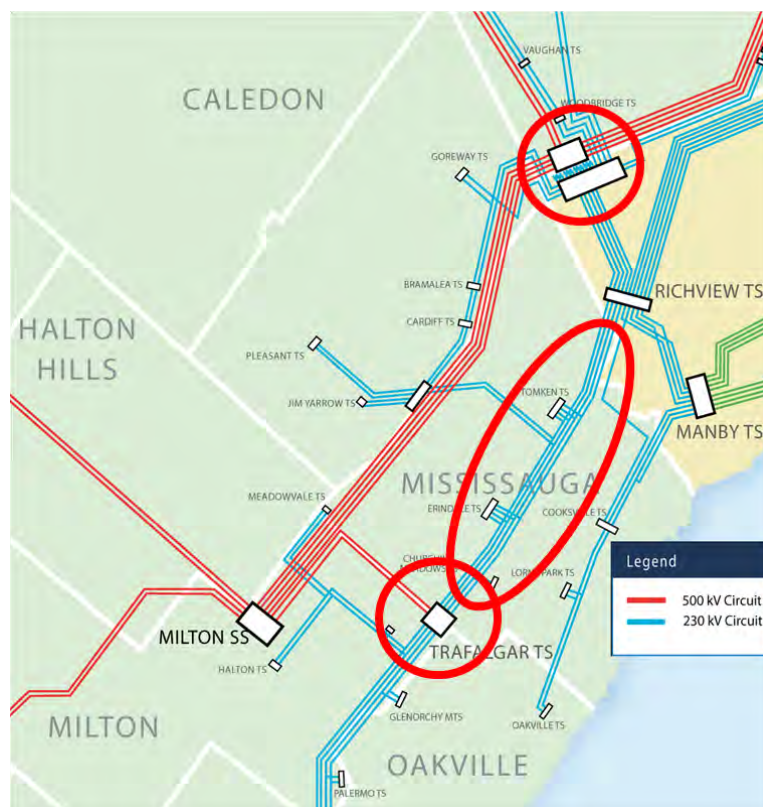 VAUGHAN TS
CALEDON
WOODBRIDGE TS
GOREWAY TS
BRAMALEA TS
RICHVIEW TS
CARDIFF TS
HALTON
HILLS
PLEASANT TS
TOMKEN TS
JIM YARROW TS
MANBY TS
MISSISSAUGA
MEADOWVALE TS
ERINDALE TS
COOKSVILLE TS
Legend
500 kV Circuit
230 kV Circuit
LORNE PARK TS
MILTON SS
TRAFALGAR TS
HALTON TS
GLENORCHY MTS
MILTON
OAKVILLE TS
OAKVILLE
PALERMO TS